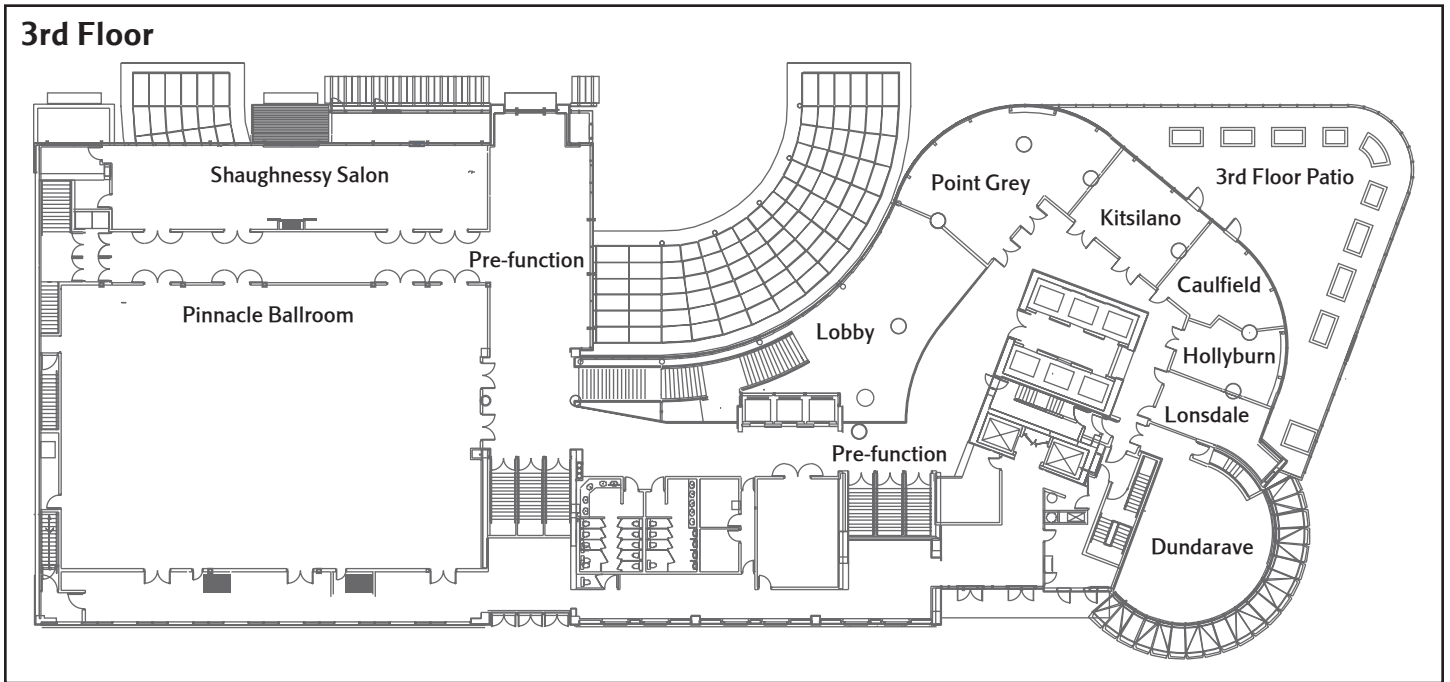 3rd Floor
Shaughnessy Salon
Point Grey
3rd Floor Patio
Kitsilano
Pre-function
Caulfield
Pinnacle Ballroom
Lobby
Hollyburn
Lonsdale
Pre-function
Dundarave